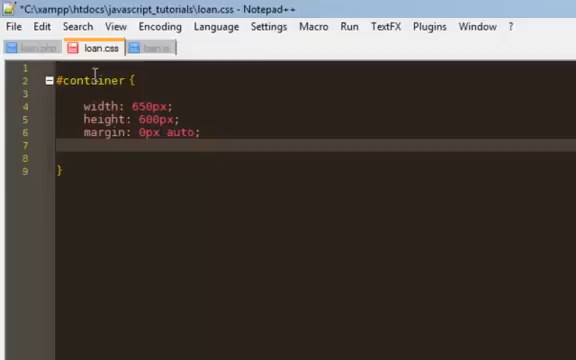 *C:\xampp\htdocs\javascript_tutorials\loan.css - Notepad++
File Edit Search View Encoding Language Settings Macro Run TextFX Plugins Window ?
loan.php loan.css loan.js
1
2 #container {
3
4 width: 650px;
5 height: 600px;
6 margin: 0px auto;
7
8
9 }